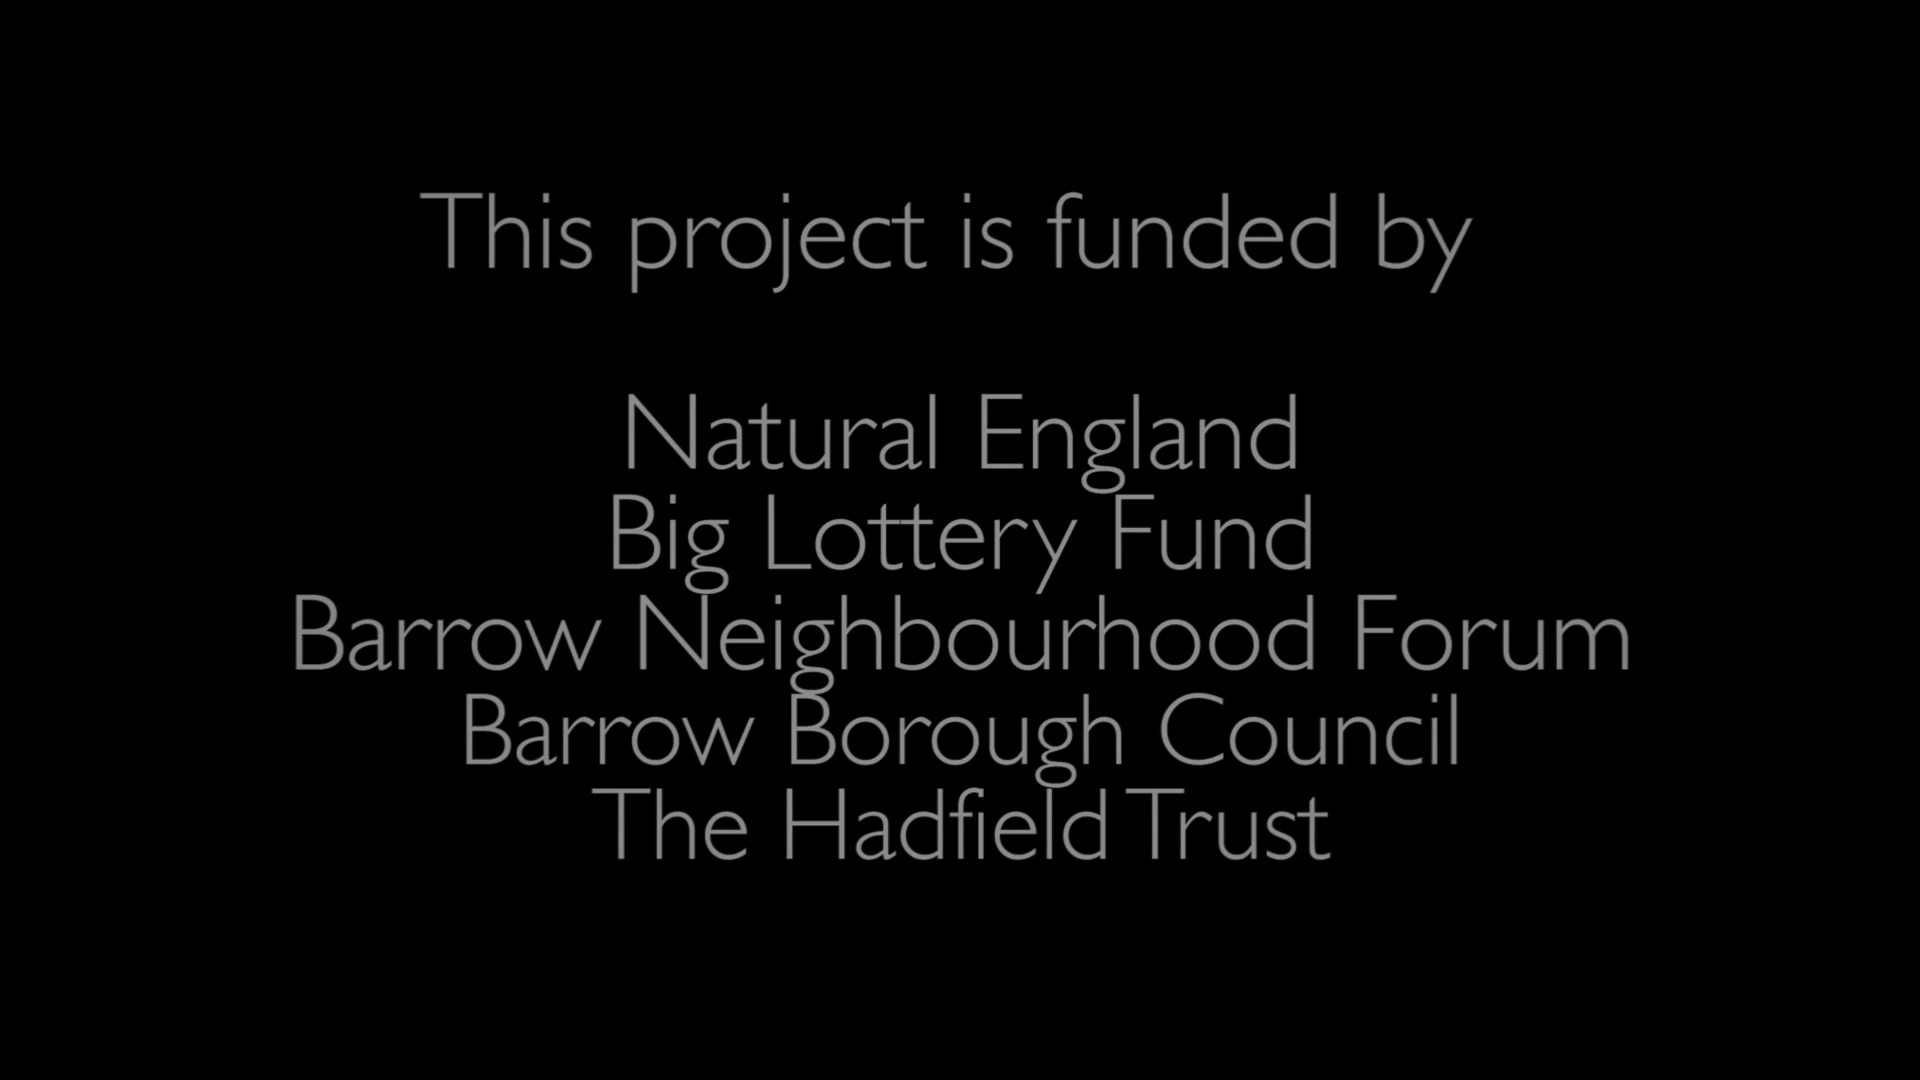 This project is funded by
Natural England
Big Lottery Fund
Barrow Neighbourhood Forum
Barrow Borough Council
The Hadfield Trust